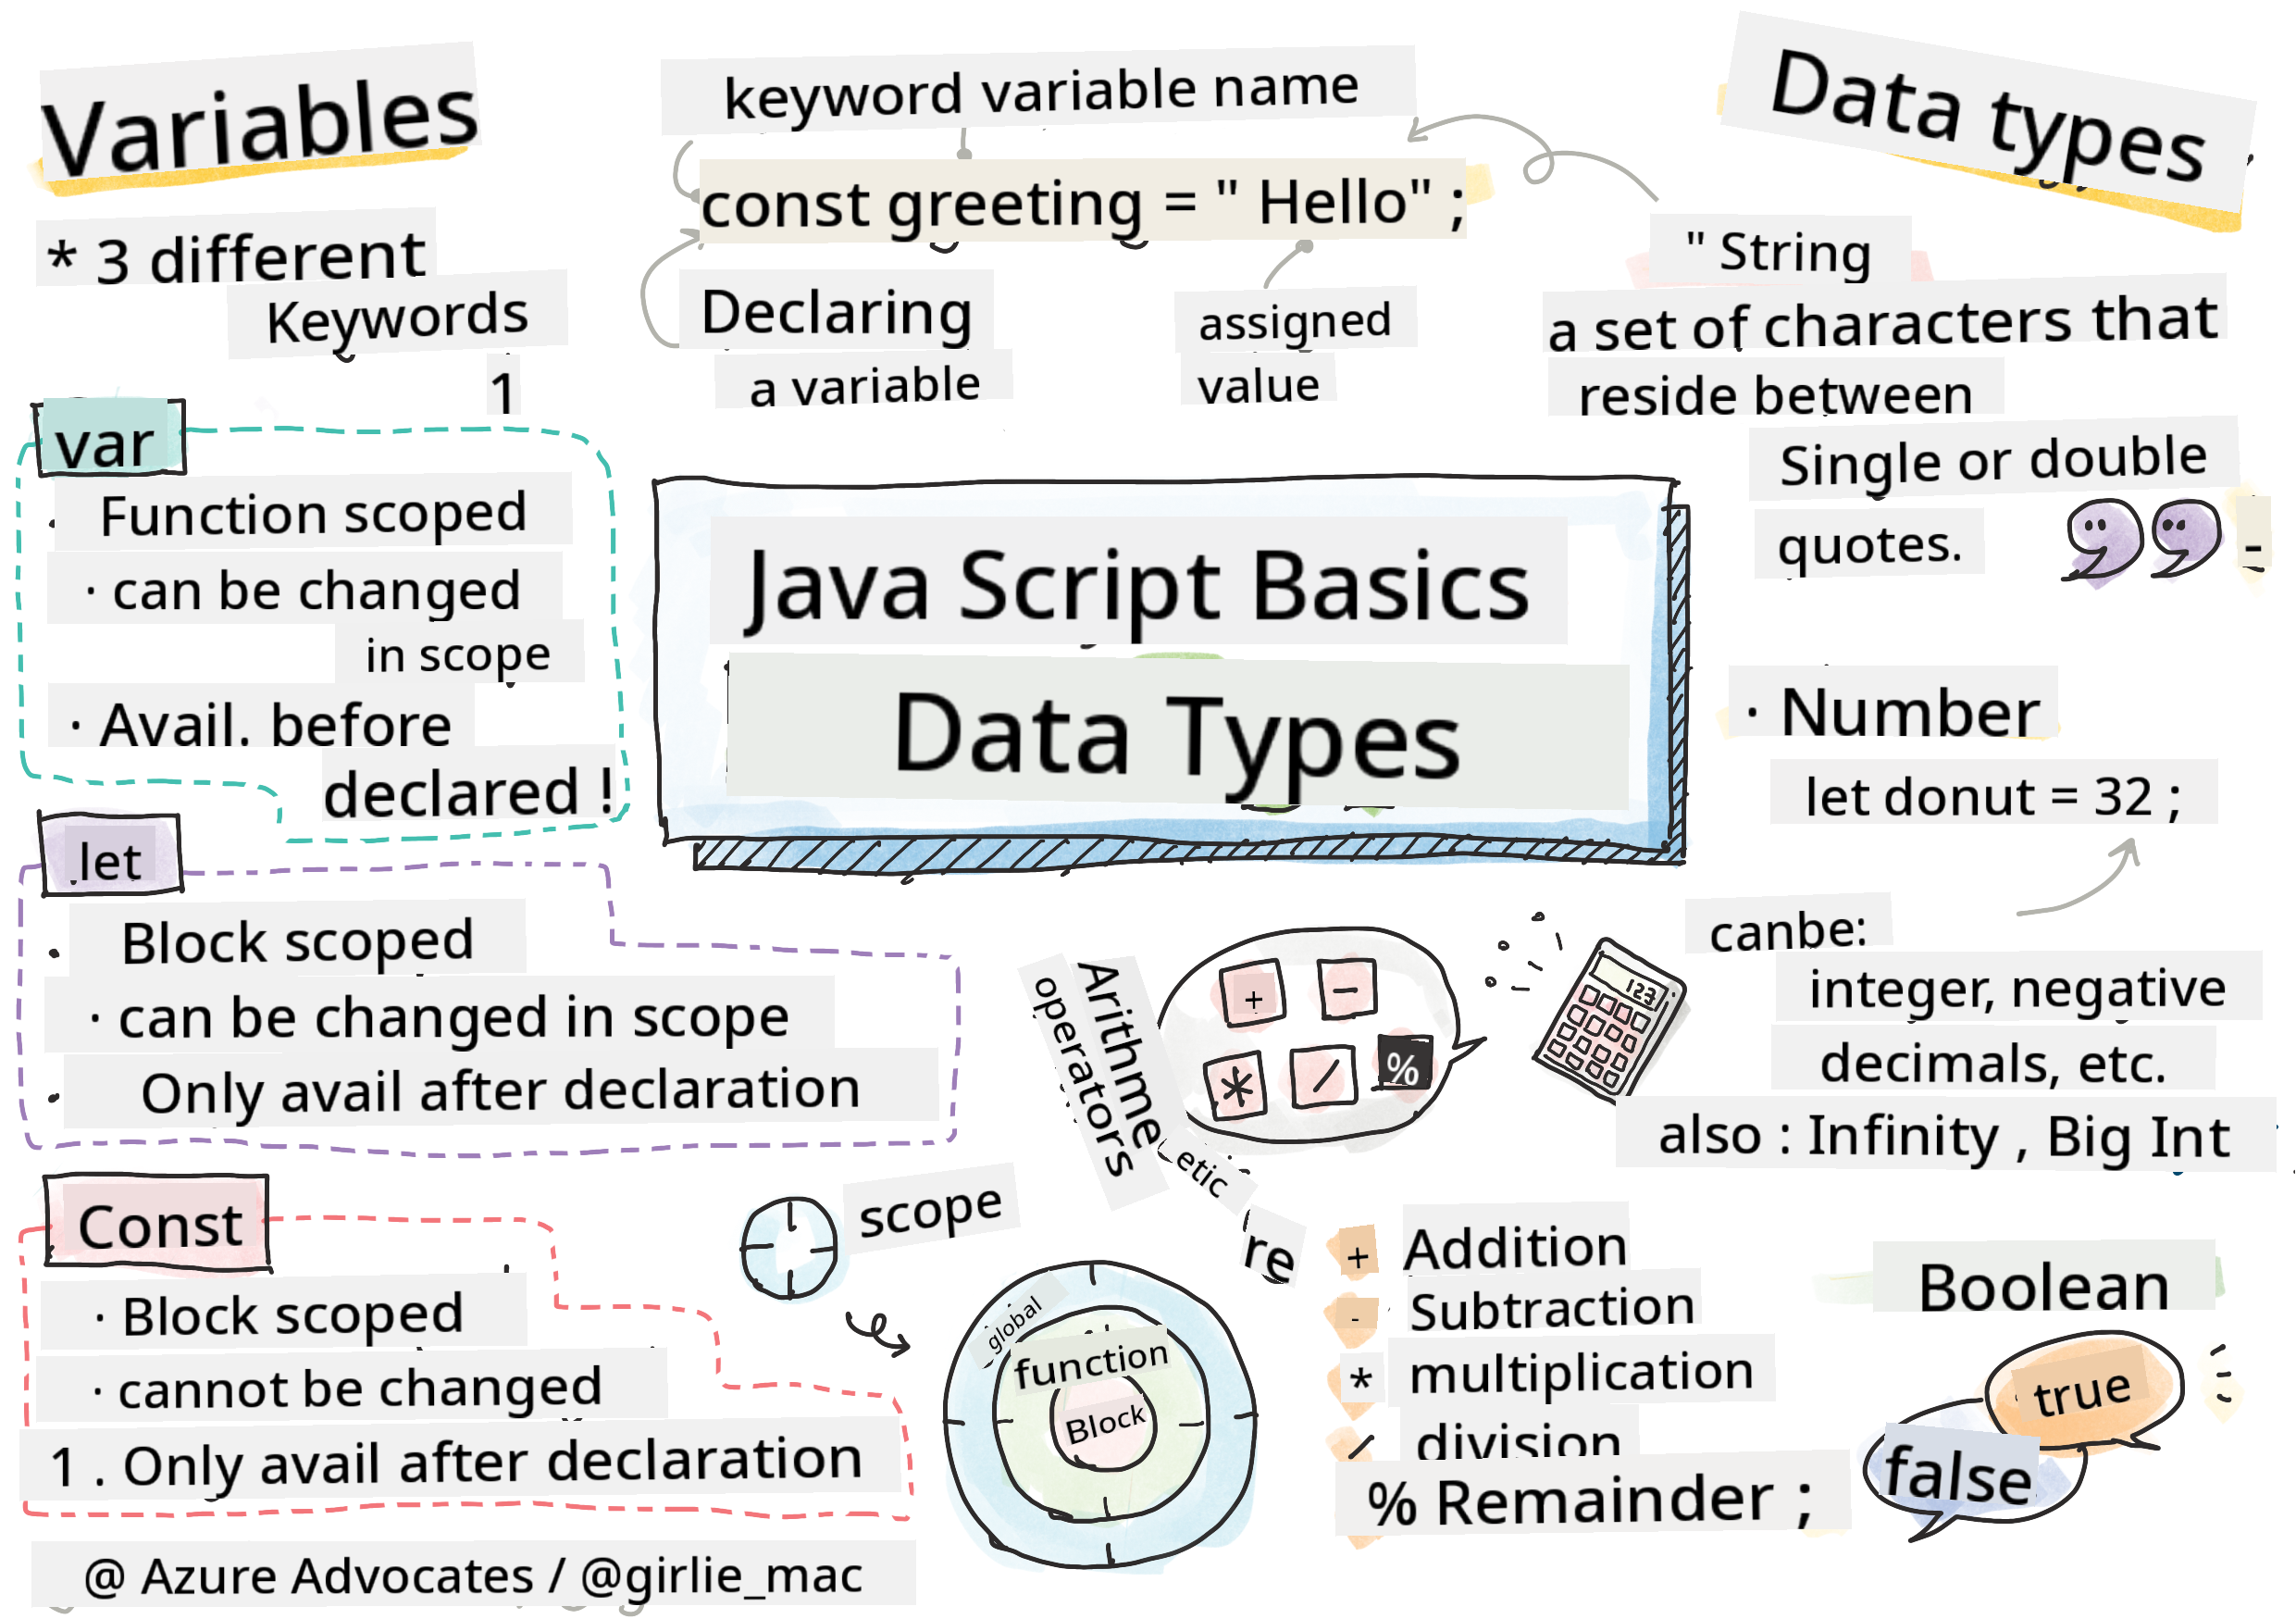 Variables
* 3 different
Keywords
1
var
Function scoped
· can be changed
in scope
· Avail. before
declared !
let
Block scoped
· can be changed in scope
Only avail after declaration
Const
· Block scoped
· cannot be changed
1 . Only avail after declaration
@ Azure Advocates / @girlie_mac
keyword variable name
const greeting = " Hello" ;
Declaring
a variable
assigned
value
Java Script Basics
Data Types
Arithme
operators
etic
+
-
*
/
%
123
scope
global
function
Block
re
+ Addition
- Subtraction
* multiplication
/ division
% Remainder ;
Data types
" String
a set of characters that
reside between
Single or double
quotes.
-
· Number
let donut = 32 ;
canbe:
integer, negative
decimals, etc.
also : Infinity , Big Int
Boolean
true
false